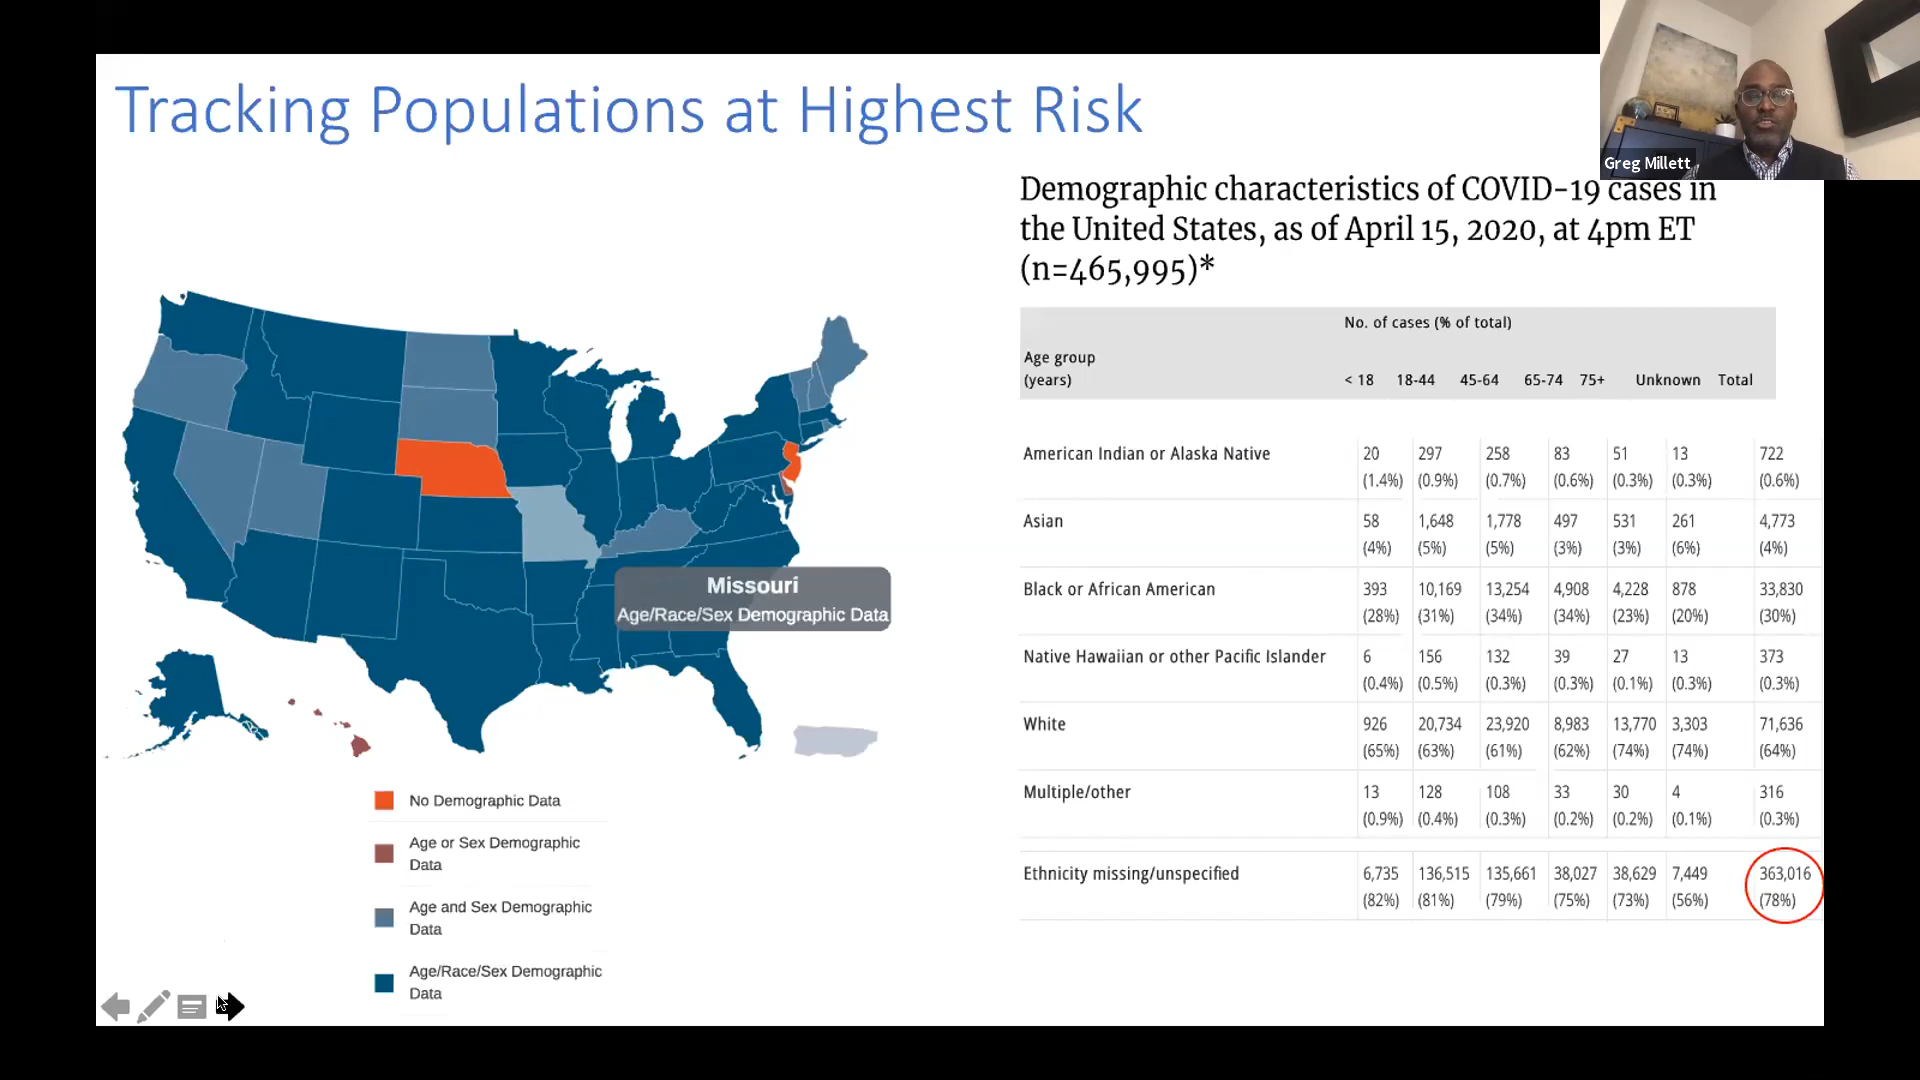 Tracking Populations at Highest Risk
Greg Millett
Demographic characteristics of COVID-19 cases in
the United States, as of April 15, 2020, at 4pm ET
(n=465,995)*
No. of cases (% of total)
Age group
(years) < 18 18-44 45-64 65-74 75+ Unknown Total
American Indian or Alaska Native 20 297 258 83 51 13 722
(1.4%) (0.9%) (0.7%) (0.6%) (0.3%) (0.3%) (0.6%)
Asian 58 1,648 1,778 497 531 261 4,773
(4%) (5%) (5%) (3%) (3%) (6%) (4%)
Black or African American 393 10,169 13,254 4,908 4,228 878 33,830
(28%) (31%) (34%) (34%) (23%) (20%) (30%)
Native Hawaiian or other Pacific Islander 6 156 132 39 27 13 373
(0.4%) (0.5%) (0.3%) (0.3%) (0.1%) (0.3%) (0.3%)
White 926 20,734 23,920 8,983 13,770 3,303 71,636
(65%) (63%) (61%) (62%) (74%) (74%) (64%)
Multiple/other 13 128 108 33 30 4 316
(0.9%) (0.4%) (0.3%) (0.2%) (0.2%) (0.1%) (0.3%)
Ethnicity missing/unspecified 6,735 136,515 135,661 38,027 38,629 7,449 363,016
(82%) (81%) (79%) (75%) (73%) (56%) (78%)
Missouri
Age/Race/Sex Demographic Data
No Demographic Data
Age or Sex Demographic
Data
Age and Sex Demographic
Data
Age/Race/Sex Demographic
Data